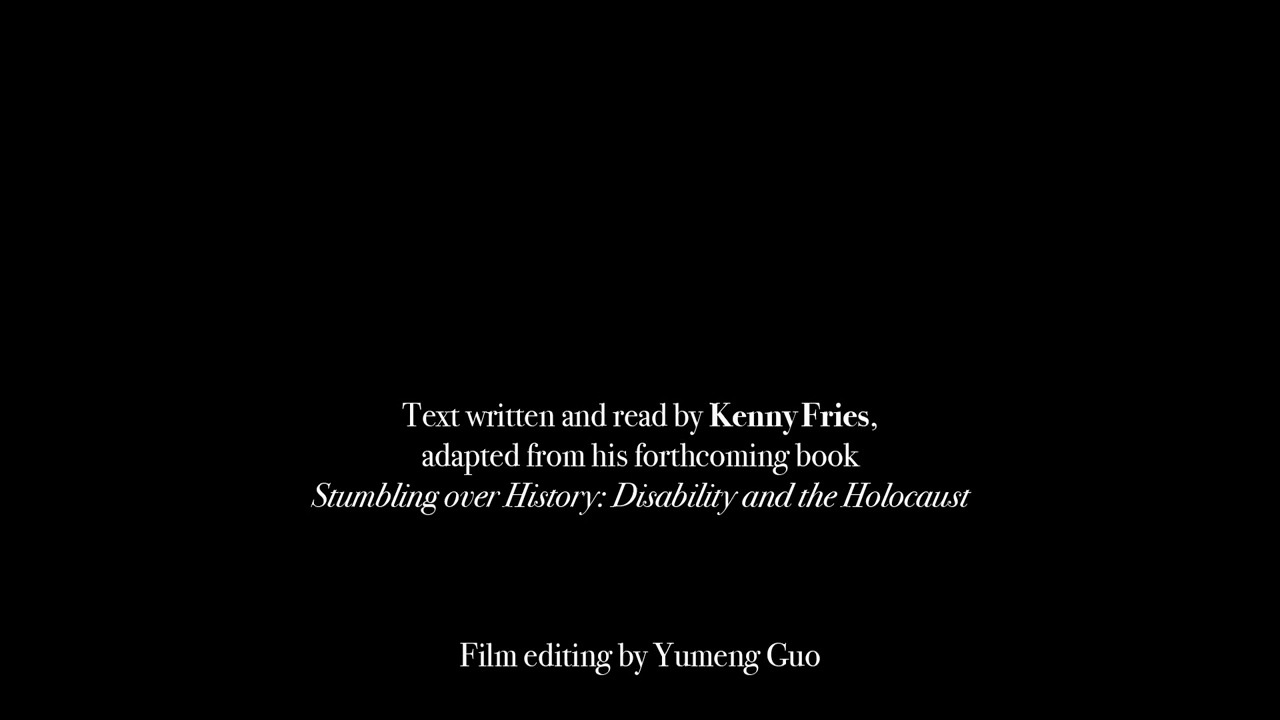 Text written and read by Kenny Fries,
adapted from his forthcoming book
Stumbling over History: Disability and the Holocaust
Film editing by Yumeng Guo